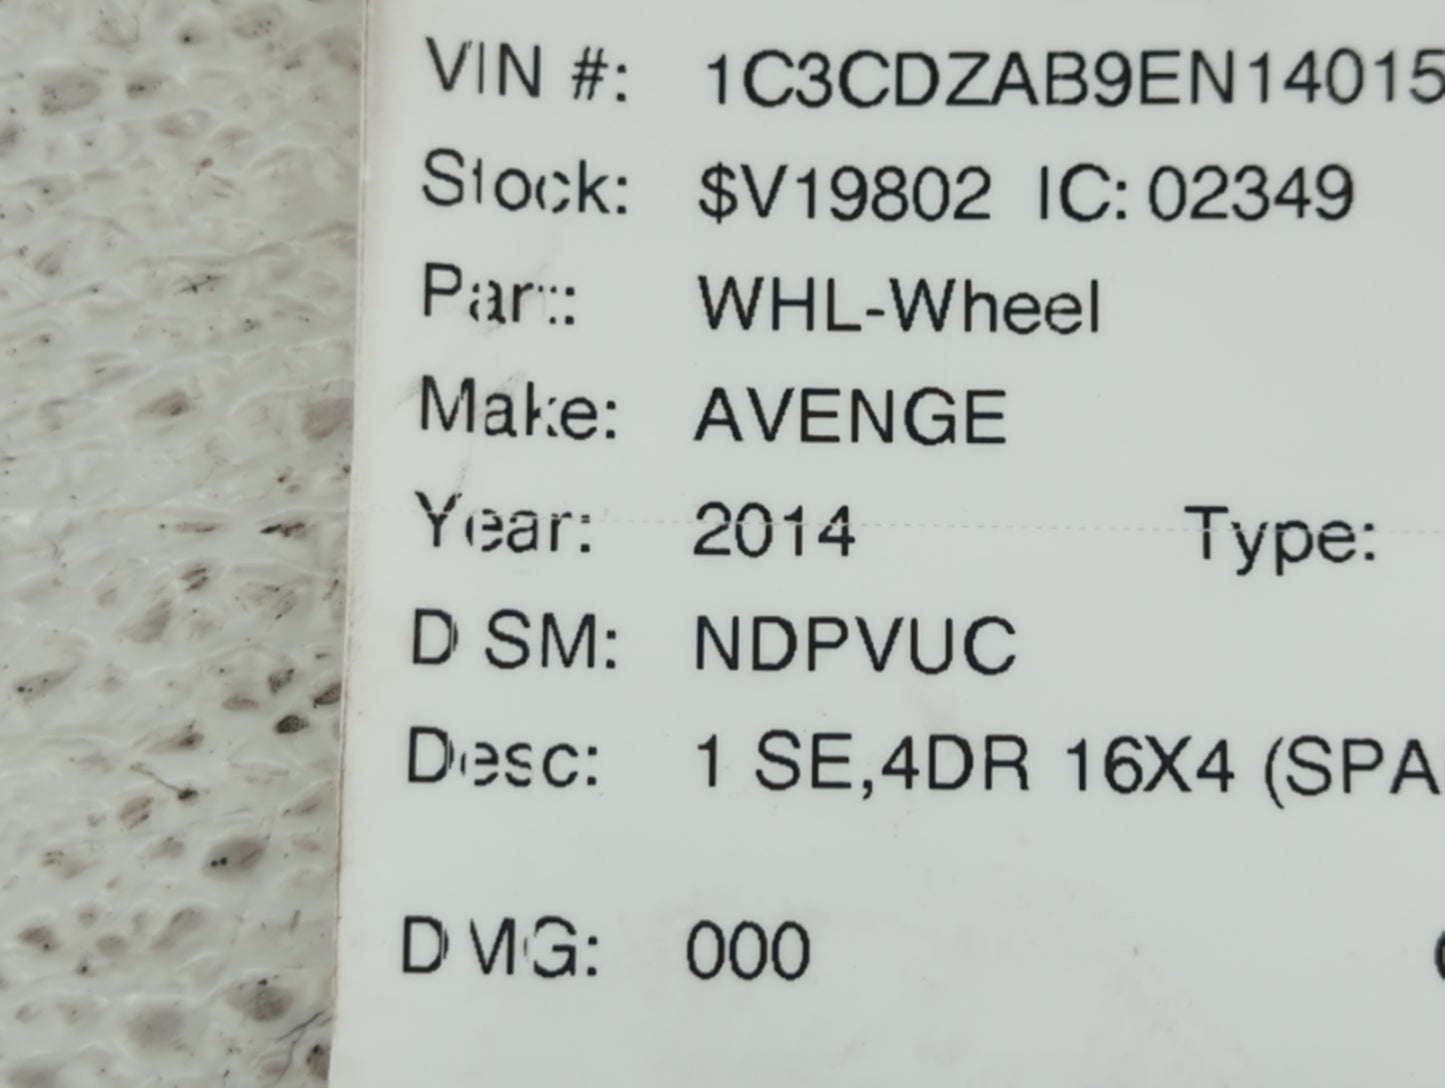 VIN #: 1C3CDZAB9EN14015
Stock: $V19802 IC: 02349
Part: WHL-Wheel
Make: AVENGE
Year: 2014 Type:
DSM: NDPVUC
Desc: 1 SE,4DR 16X4 (SPA
DMG: 000